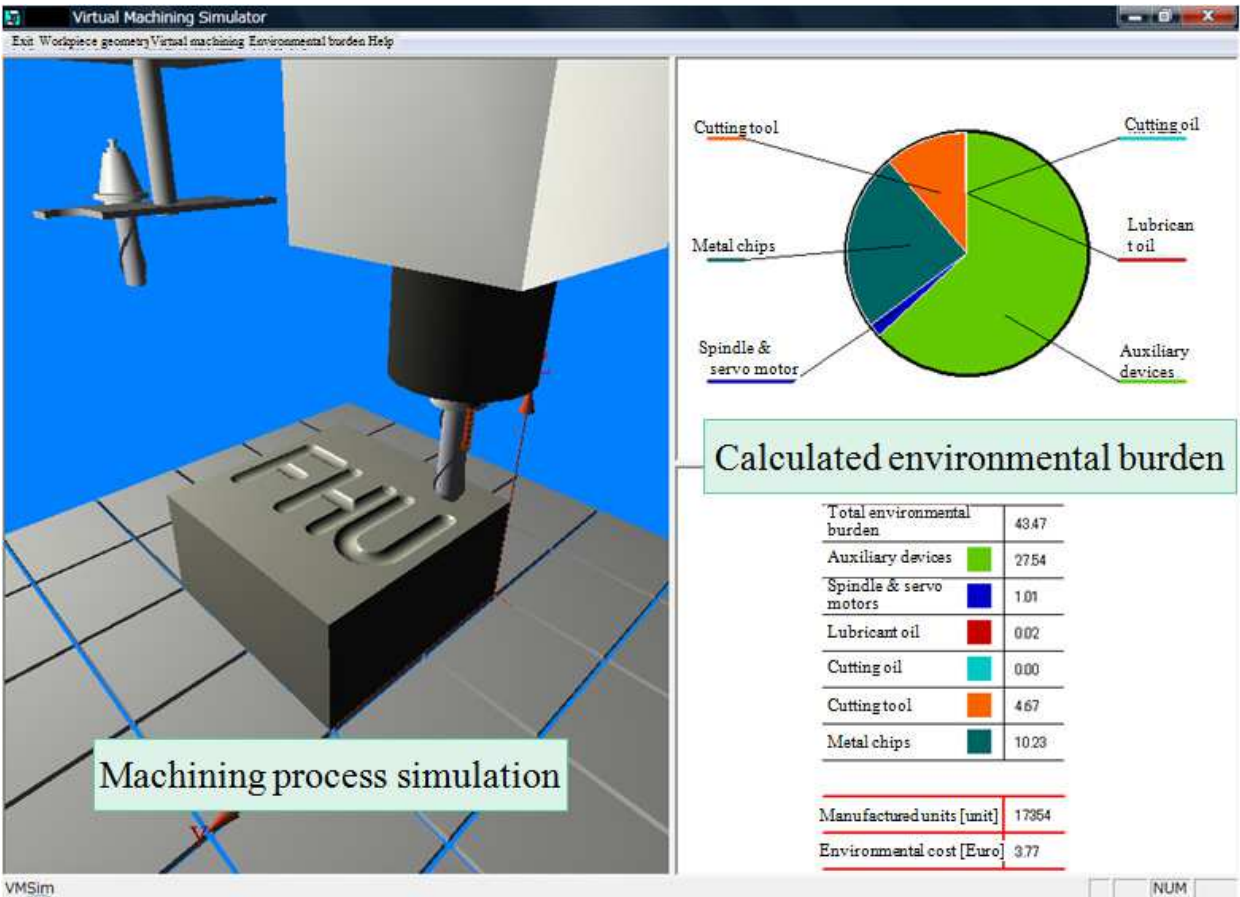 Virtual Machining Simulator
Exit Workpiece geometry Virtual machining Environmental burden Help
Cutting tool
Cutting oil
Metal chips
Lubrican
t oil
Spindle &
servo motor
Auxiliary
devices
Calculated environmental burden
Total environmental
burden
43.47
Auxiliary devices 27.54
Spindle & servo
motors
1.01
Lubricant oil 0.02
Cutting oil 0.00
Cutting tool 4.67
Metal chips 10.23
Manufactured units [unit] 17354
Environmental cost [Euro] 3.77
PHU
Machining process simulation
Y
VMSim
NUM